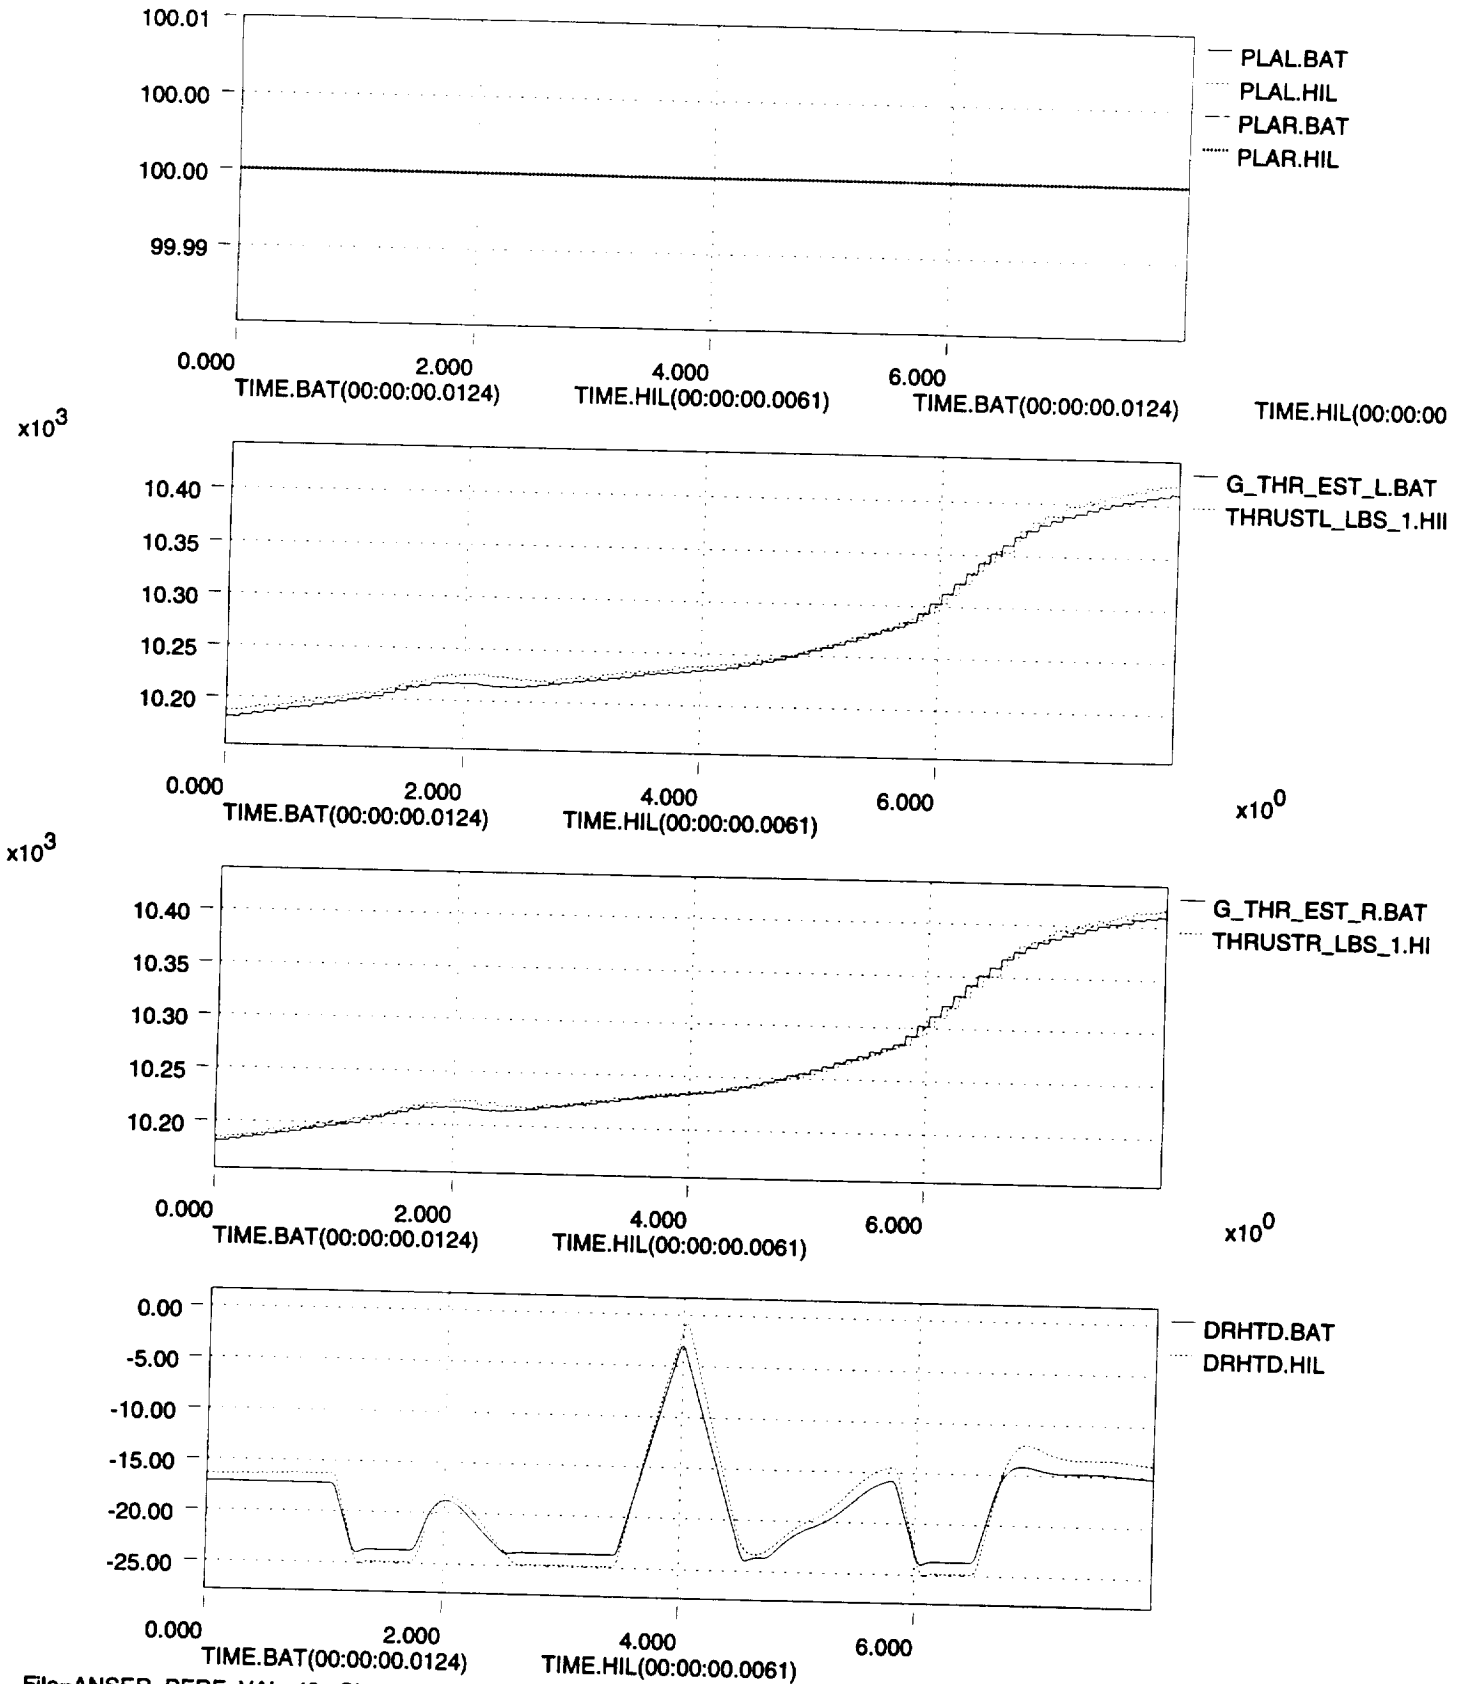 100.01
100.00
100.00
99.99
PLAL.BAT
PLAL.HIL
PLAR.BAT
PLAR.HIL
0.000 2.000 4.000 6.000
TIME.BAT(00:00:00.0124) TIME.HIL(00:00:00.0061) TIME.BAT(00:00:00.0124) TIME.HIL(00:00:00
x10^3
10.40
10.35
10.30
10.25
10.20
G_THR_EST_L.BAT
THRUSTL_LBS_1.HII
0.000 2.000 4.000 6.000 x10^0
TIME.BAT(00:00:00.0124) TIME.HIL(00:00:00.0061)
x10^3
10.40
10.35
10.30
10.25
10.20
G_THR_EST_R.BAT
THRUSTR_LBS_1.HI
0.000 2.000 4.000 6.000 x10^0
TIME.BAT(00:00:00.0124) TIME.HIL(00:00:00.0061)
0.00
-5.00
-10.00
-15.00
-20.00
-25.00
DRHTD.BAT
DRHTD.HIL
0.000 2.000 4.000 6.000
TIME.BAT(00:00:00.0124) TIME.HIL(00:00:00.0061)